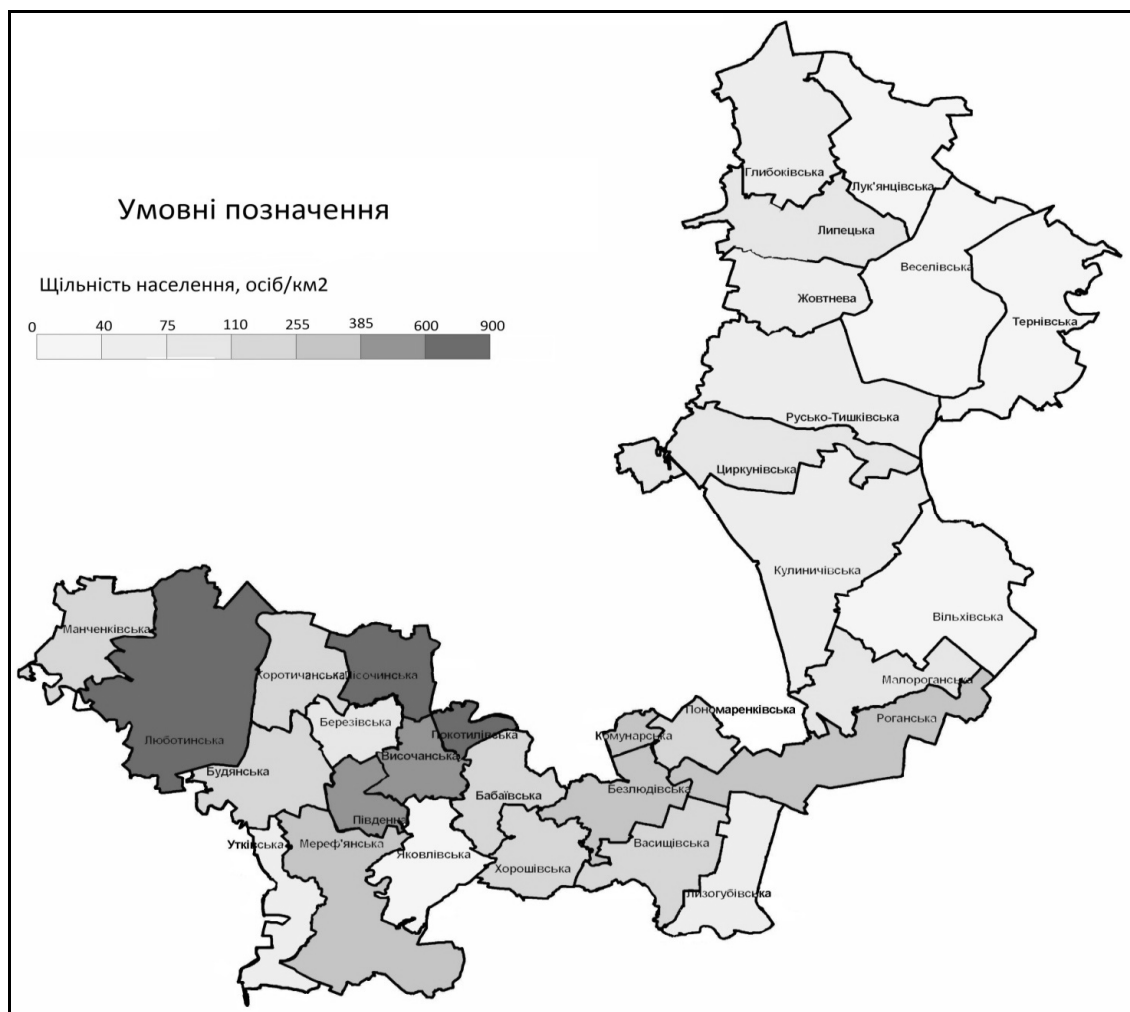 Умовні позначення
Щільність населення, осіб/км2
0 40 75 110 255 385 600 900
Глибоківська
Лук'янцівська
Липецька
Веселівська
Жовтнева
Тернівська
Русько-Тишківська
Циркунівська
Кулиничівська
Вільхівська
Манченківська
Коротичанська
Пісочинська
Малороганська
Березівська
Пономаренківська
Роганська
Люботинська
Покотилівська
Комунарська
Височанська
Будянська
Безлюдівська
Бабаївська
Південна
Утківська
Мереф'янська
Васищівська
Яковлівська
Хорошівська
Лизогубівська